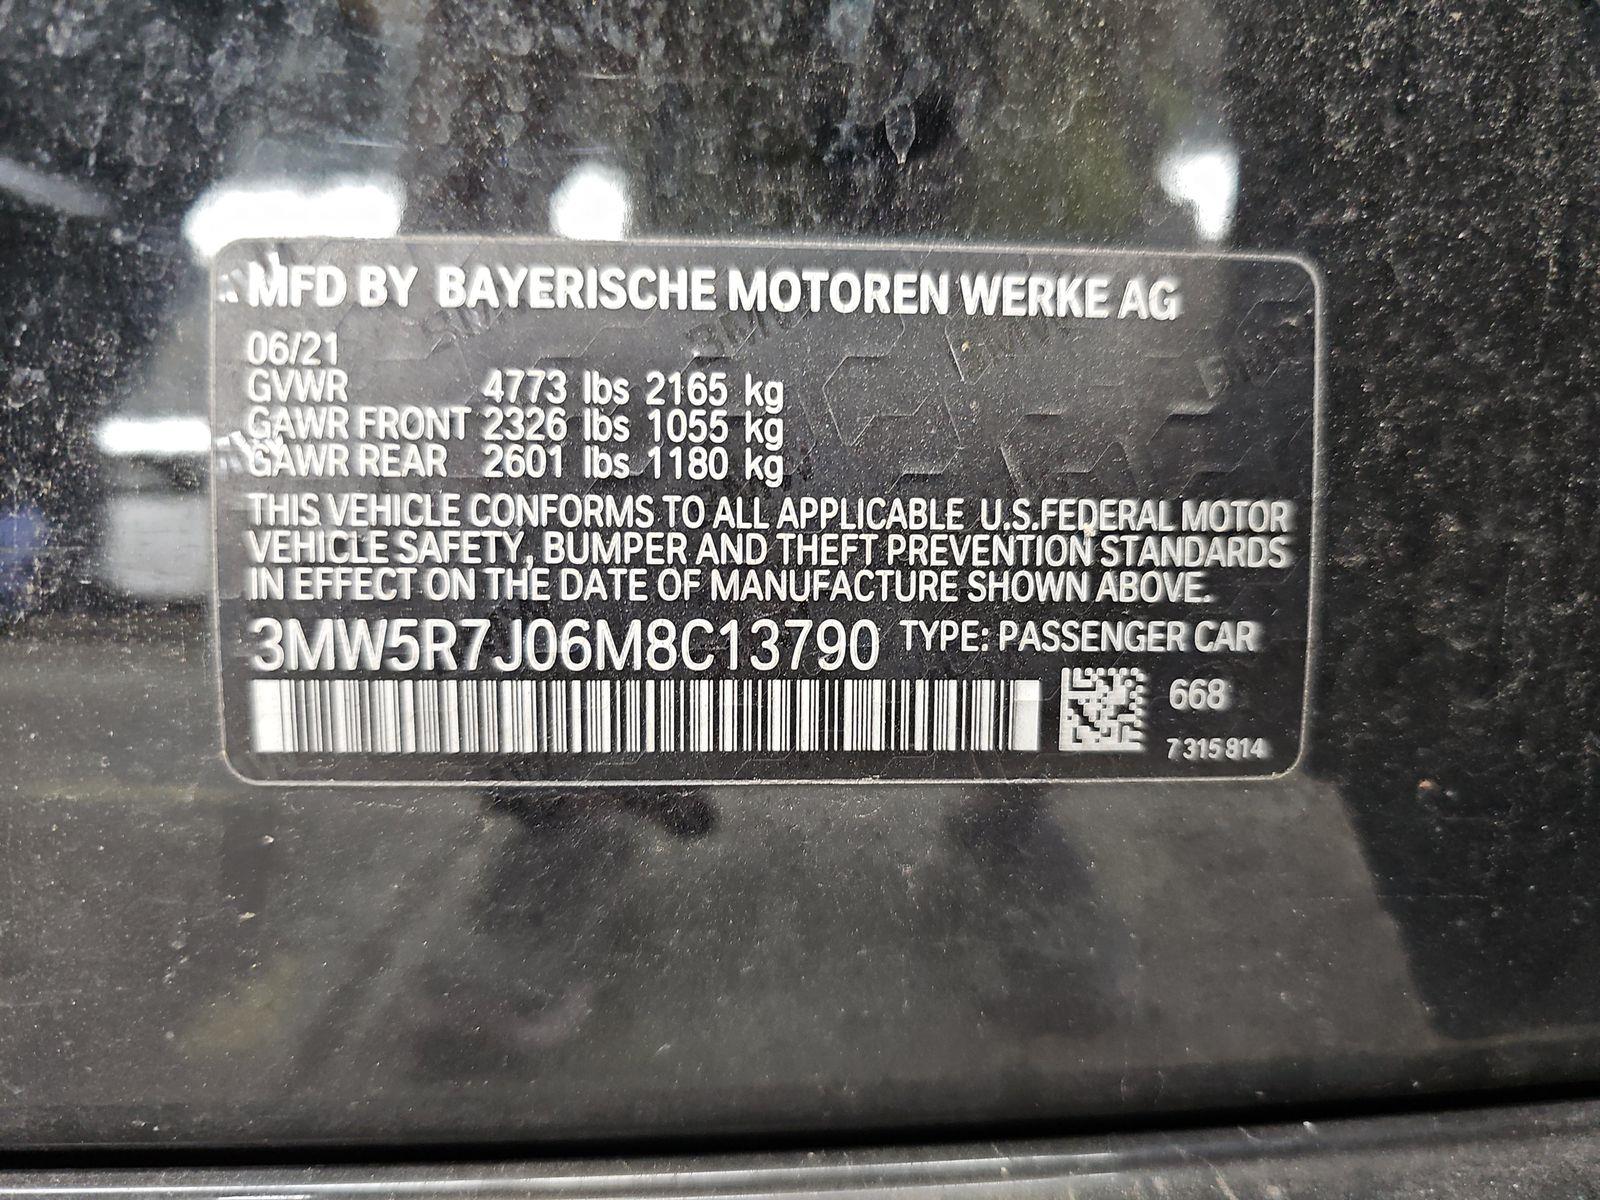 MFD BY BAYERISCHE MOTOREN WERKE AG
06/21
GVWR 4773 lbs 2165 kg
GAWR FRONT 2326 lbs 1055 kg
GAWR REAR 2601 lbs 1180 kg
THIS VEHICLE CONFORMS TO ALL APPLICABLE U.S.FEDERAL MOTOR
VEHICLE SAFETY, BUMPER AND THEFT PREVENTION STANDARDS
IN EFFECT ON THE DATE OF MANUFACTURE SHOWN ABOVE.
3MW5R7J06M8C13790 TYPE: PASSENGER CAR
668
7 315 814